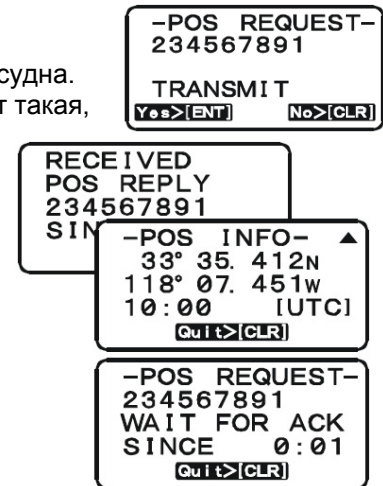 судна.
т такая,
-POS REQUEST-
234567891
TRANSMIT
Yes>[ENT] No>[CLR]
RECEIVED
POS REPLY
234567891
SIN
-POS INFO- ▲
33° 35. 412N
118° 07. 451W
10:00 [UTC]
Quit>[CLR]
-POS REQUEST-
234567891
WAIT FOR ACK
SINCE 0:01
Quit>[CLR]